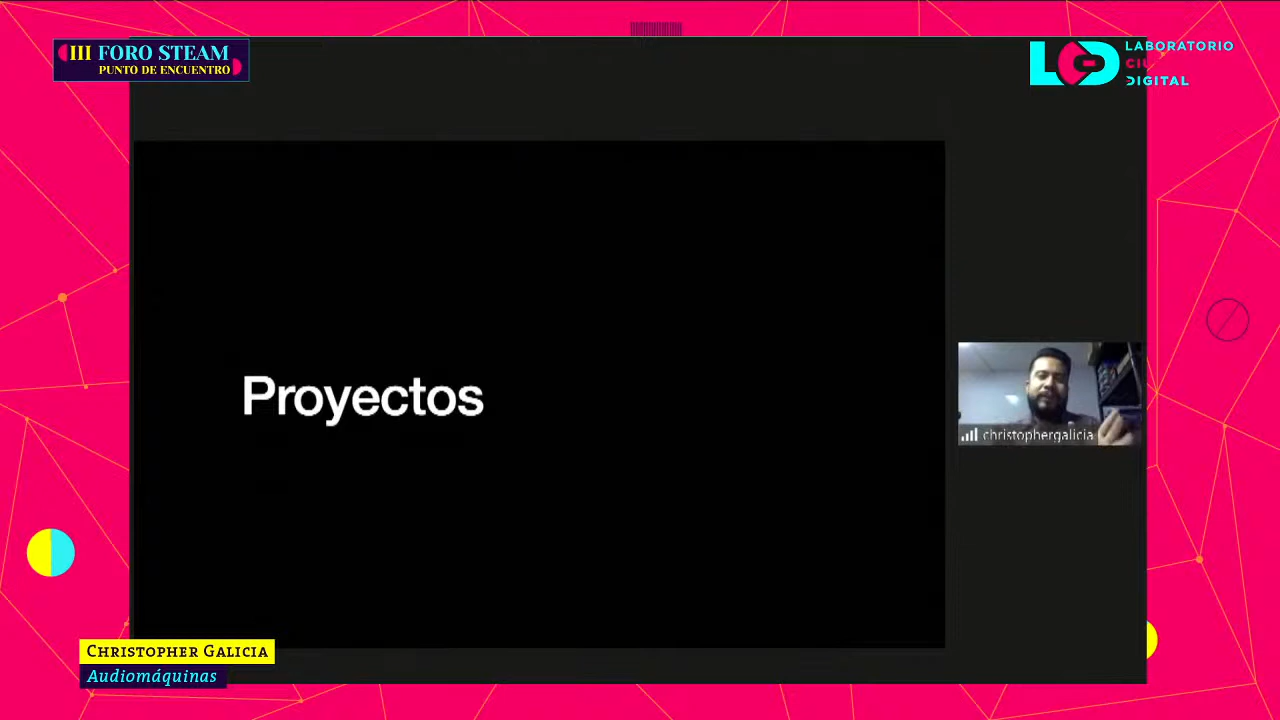 III FORO STEAM
PUNTO DE ENCUENTRO
LABORATORIO
DIGITAL
Proyectos
christophergalicia
CHRISTOPHER GALICIA
Audiomáquinas